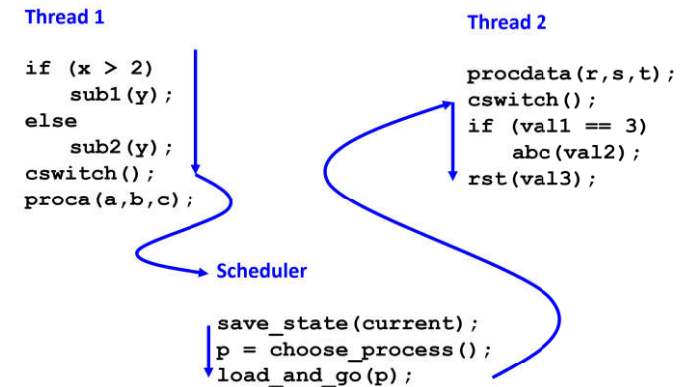 Thread 1
if (x > 2)
sub1(y);
else
sub2(y);
cswitch();
proca(a,b,c);
Thread 2
procdata(r,s,t);
cswitch();
if (val1 == 3)
abc(val2);
rst(val3);
Scheduler
save_state(current);
p = choose_process();
load_and_go(p);